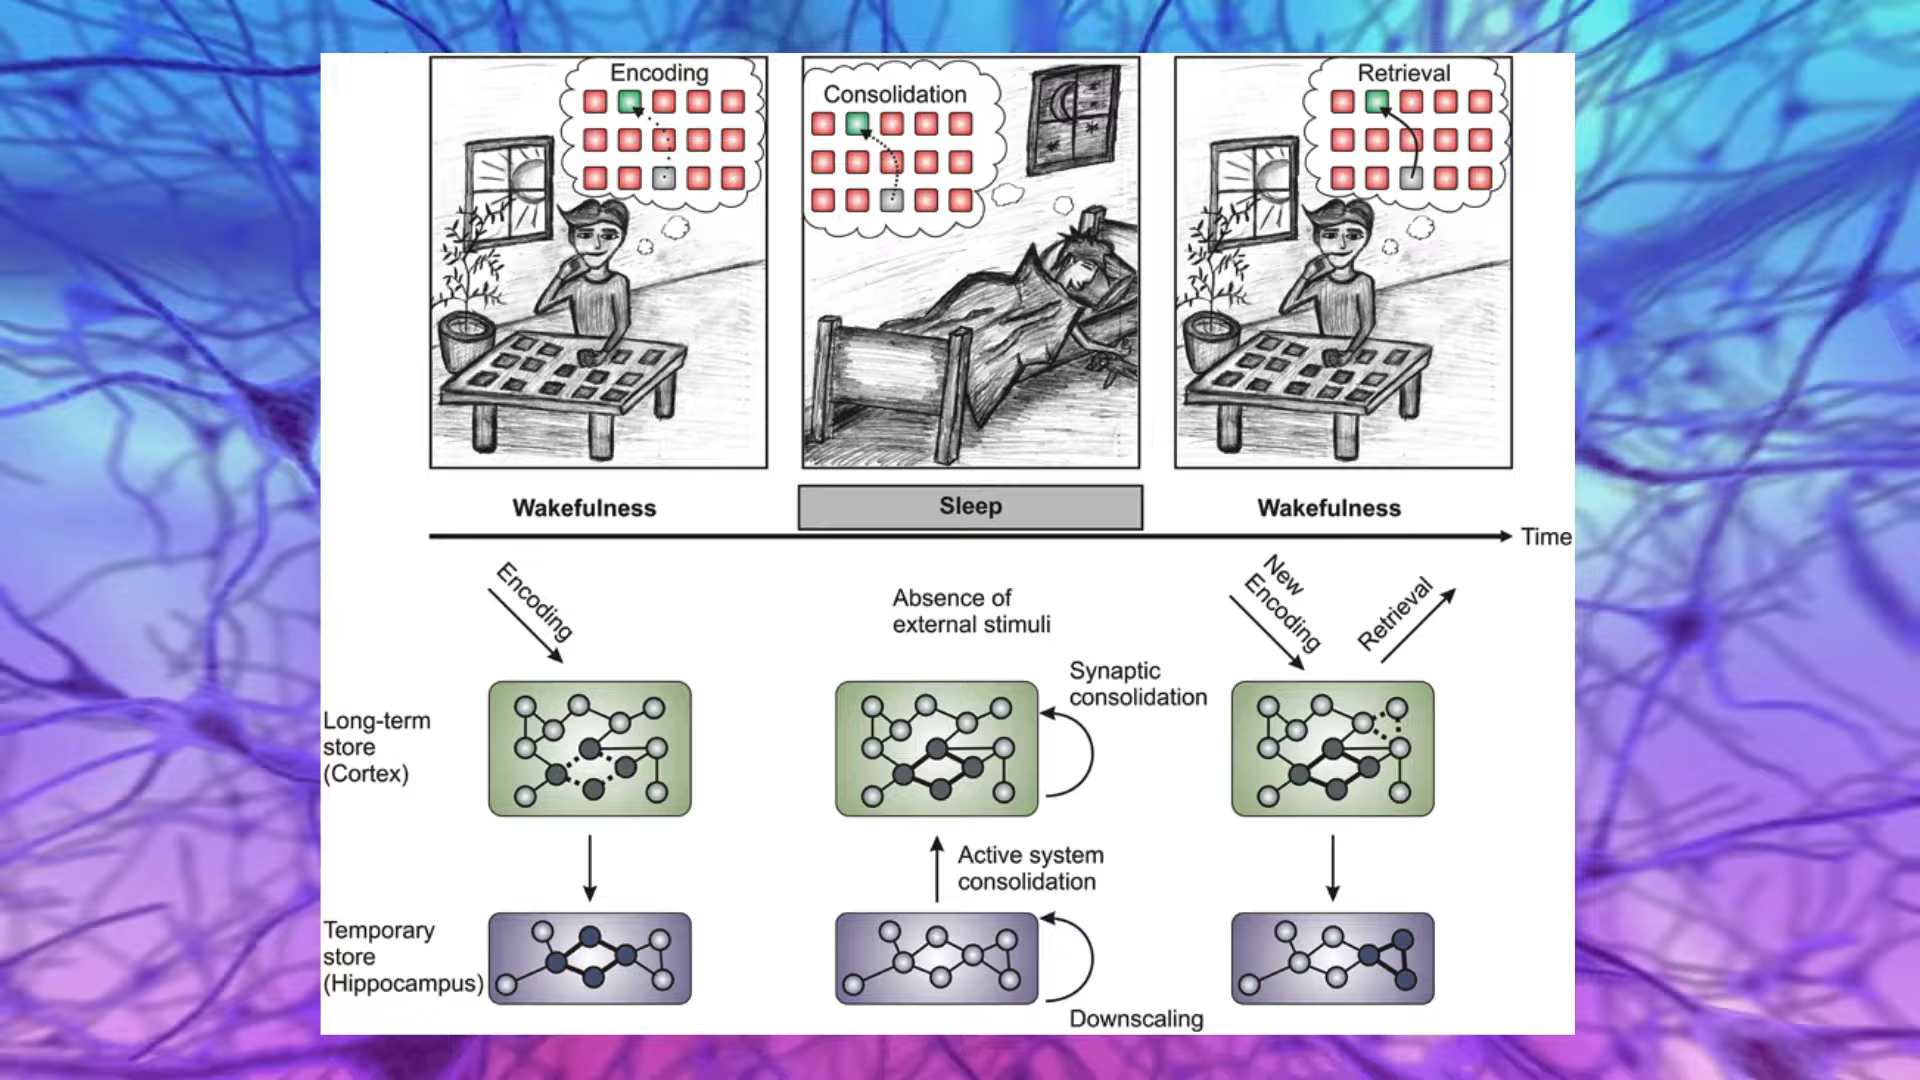 Encoding
Consolidation
Retrieval
Wakefulness
Sleep
Wakefulness
Time
Encoding
Absence of
external stimuli
New
Encoding
Retrieval
Synaptic
consolidation
Long-term
store
(Cortex)
Active system
consolidation
Temporary
store
(Hippocampus)
Downscaling